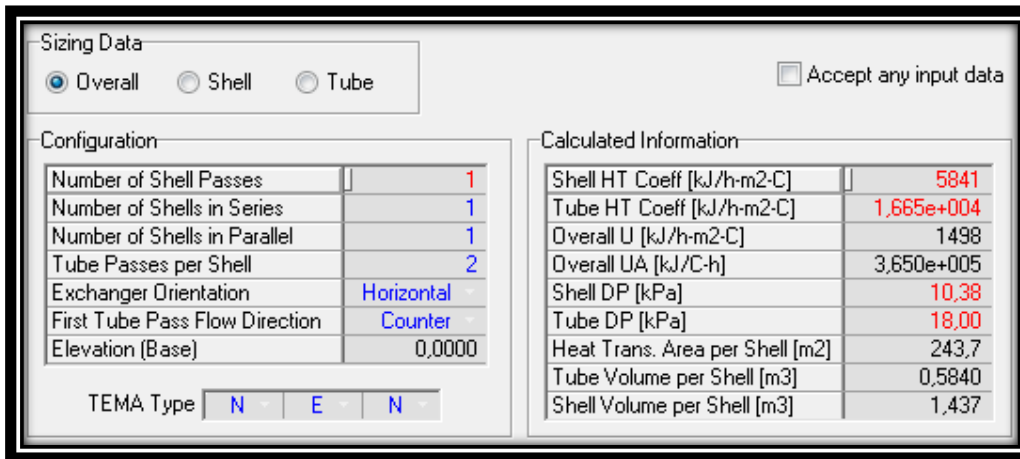 Sizing Data
Overall Shell Tube
Accept any input data
Configuration
Number of Shell Passes 1
Number of Shells in Series 1
Number of Shells in Parallel 1
Tube Passes per Shell 2
Exchanger Orientation Horizontal
First Tube Pass Flow Direction Counter
Elevation (Base) 0,0000
TEMA Type N E N
Calculated Information
Shell HT Coeff [kJ/h-m2-C] 5841
Tube HT Coeff [kJ/h-m2-C] 1,665e+004
Overall U [kJ/h-m2-C] 1498
Overall UA [kJ/C-h] 3,650e+005
Shell DP [kPa] 10,38
Tube DP [kPa] 18,00
Heat Trans. Area per Shell [m2] 243,7
Tube Volume per Shell [m3] 0,5840
Shell Volume per Shell [m3] 1,437